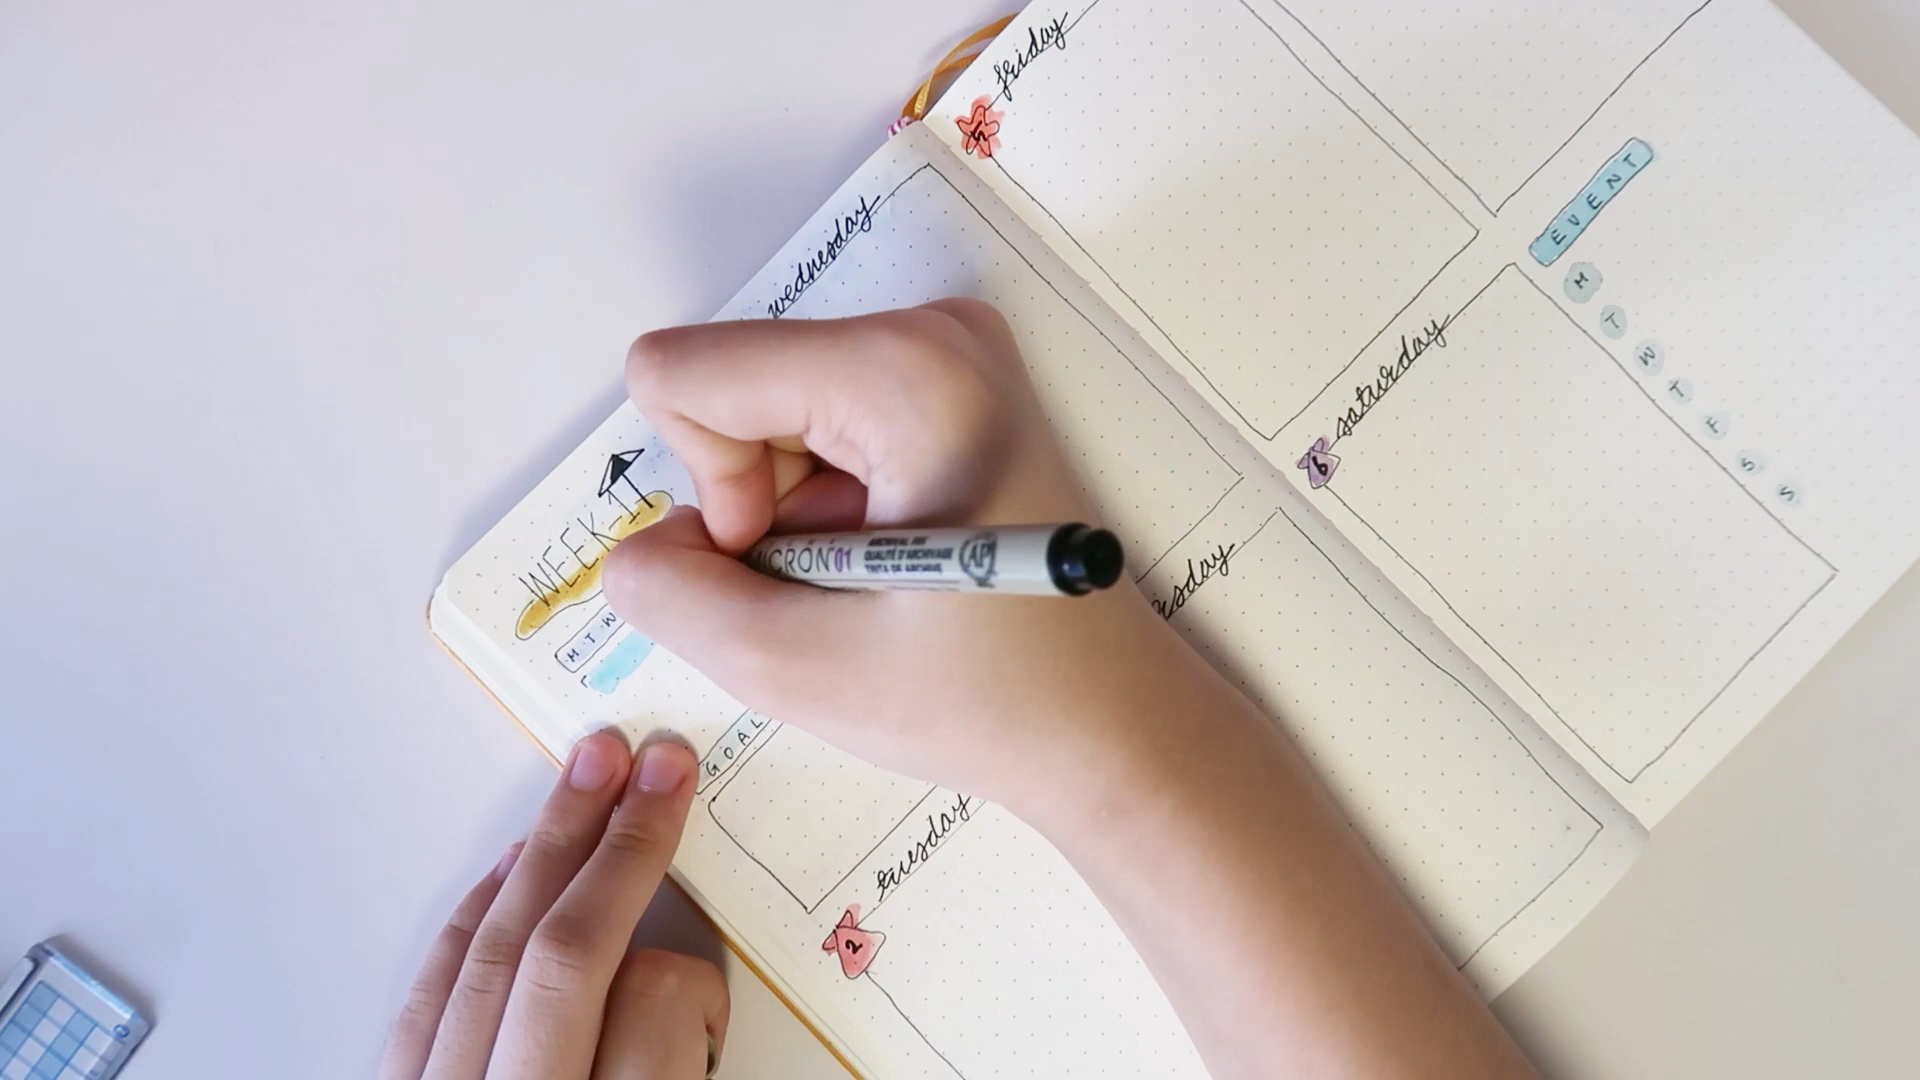 WEEK-1
M T W
GOAL
tuesday
2
wednesday
MICRON 01
ARCHIVAL INK
QUALITÉ D'ARCHIVAGE
TINTA DE ARCHIVO
AP
friday
5
saturday
6
EVENT
M
T
W
T
F
S
S